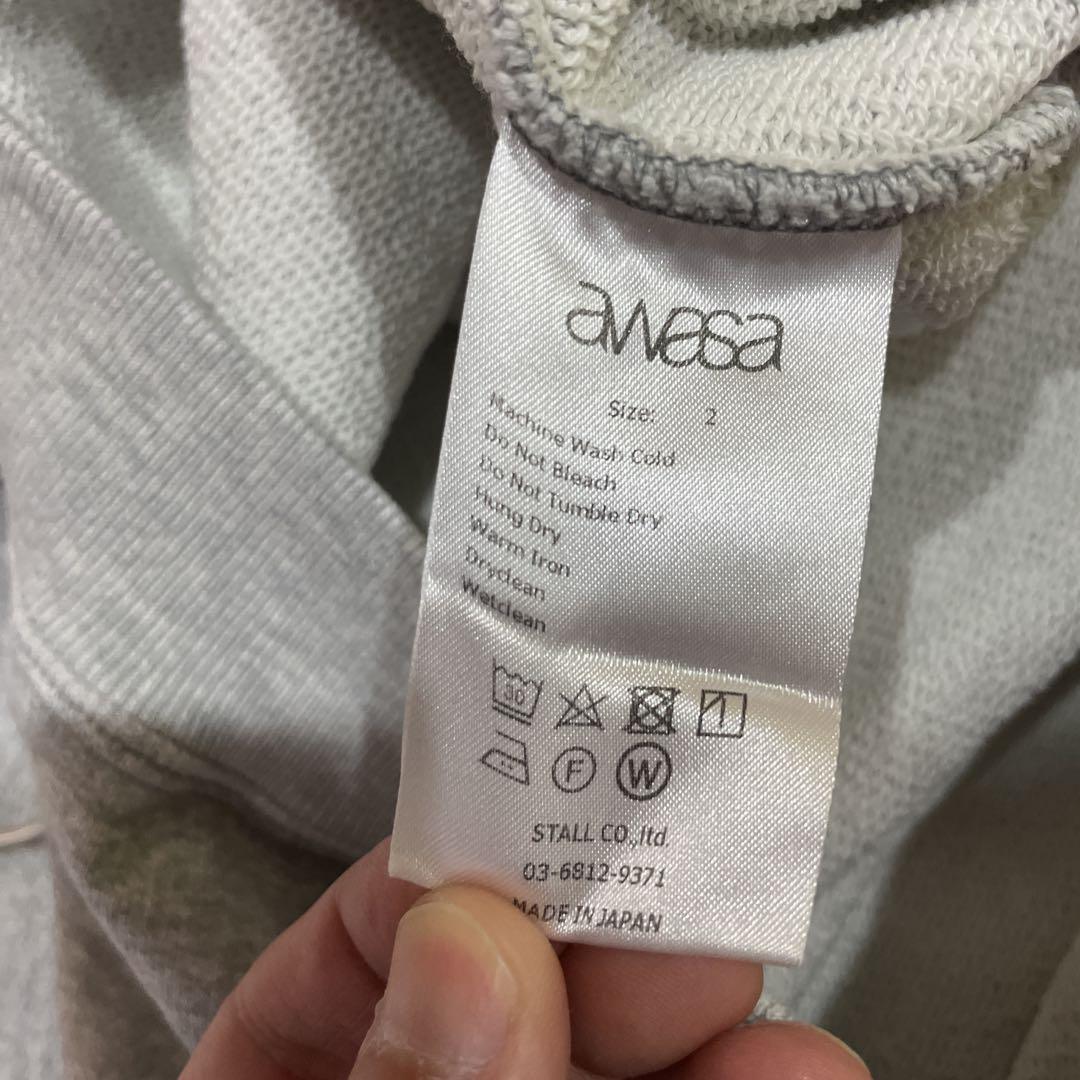 awesa
Size: 2
Machine Wash Cold
Do Not Bleach
Do Not Tumble Dry
Hung Dry
Warm Iron
Dryclean
Wetclean
30
F W
STALL CO.,ltd.
03-6812-9371
MADE IN JAPAN